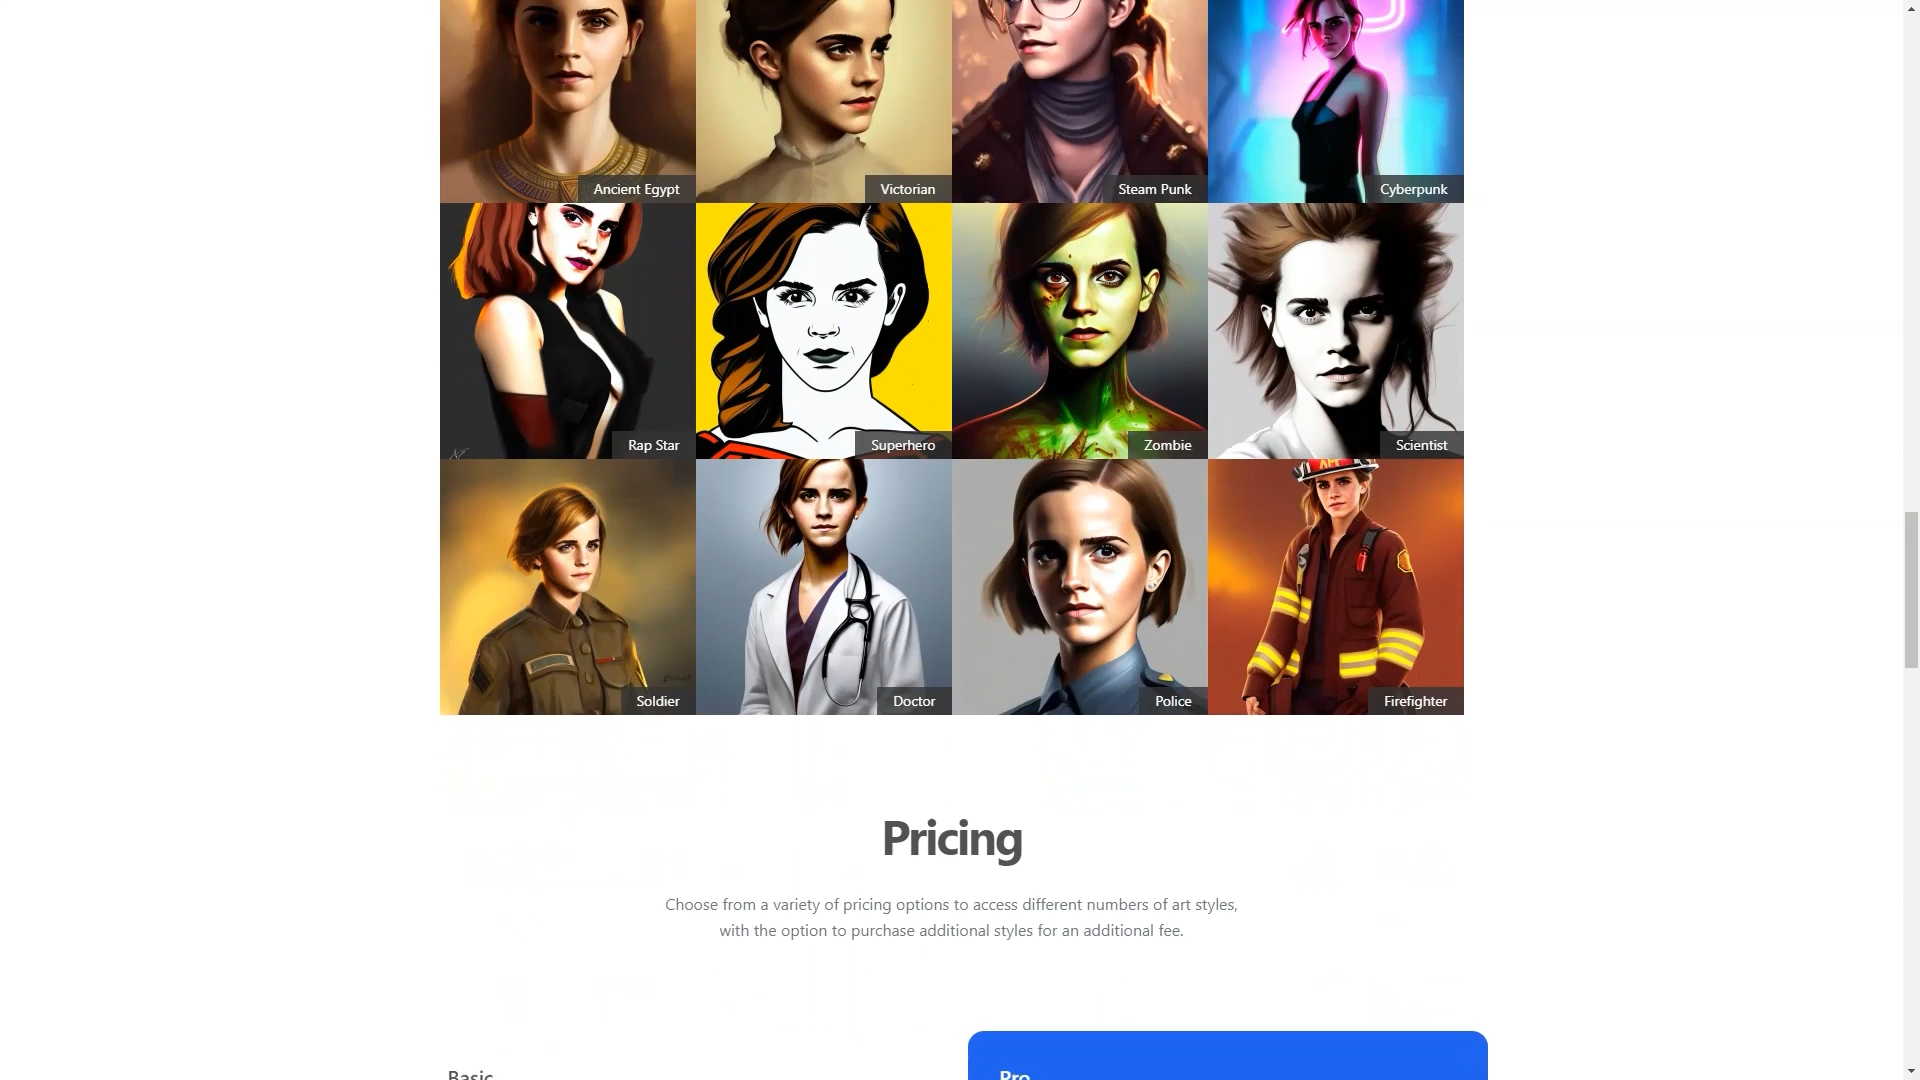 Ancient Egypt
Victorian
Steam Punk
Cyberpunk
Rap Star
Superhero
Zombie
Scientist
Soldier
Doctor
Police
Firefighter
Pricing
Choose from a variety of pricing options to access different numbers of art styles,
with the option to purchase additional styles for an additional fee.
Basic
Pro